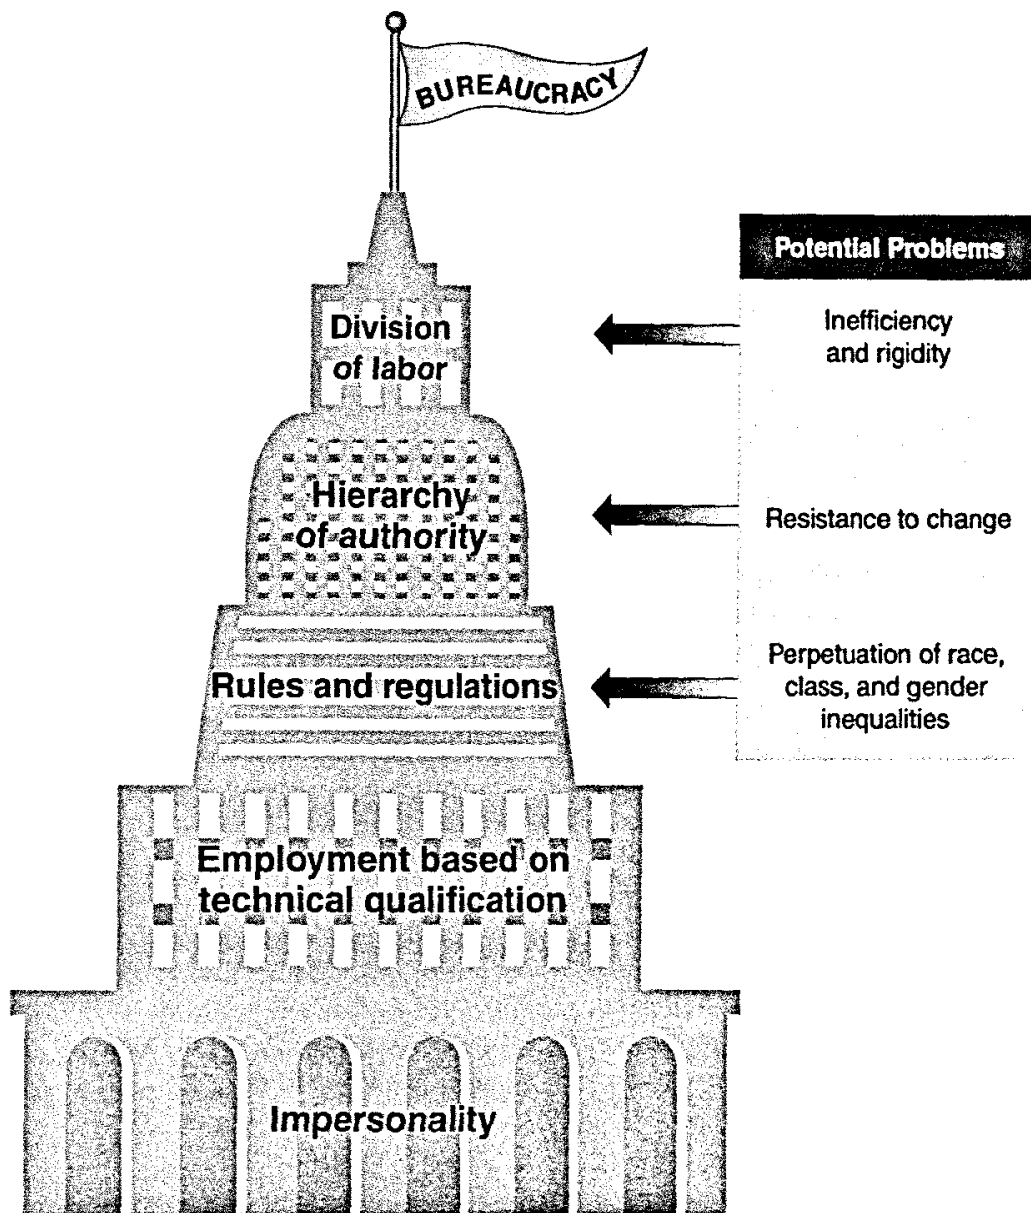 BUREAUCRACY
Potential Problems
Division
of labor
Inefficiency
and rigidity
Hierarchy
of authority
Resistance to change
Rules and regulations
Perpetuation of race,
class, and gender
inequalities
Employment based on
technical qualification
Impersonality